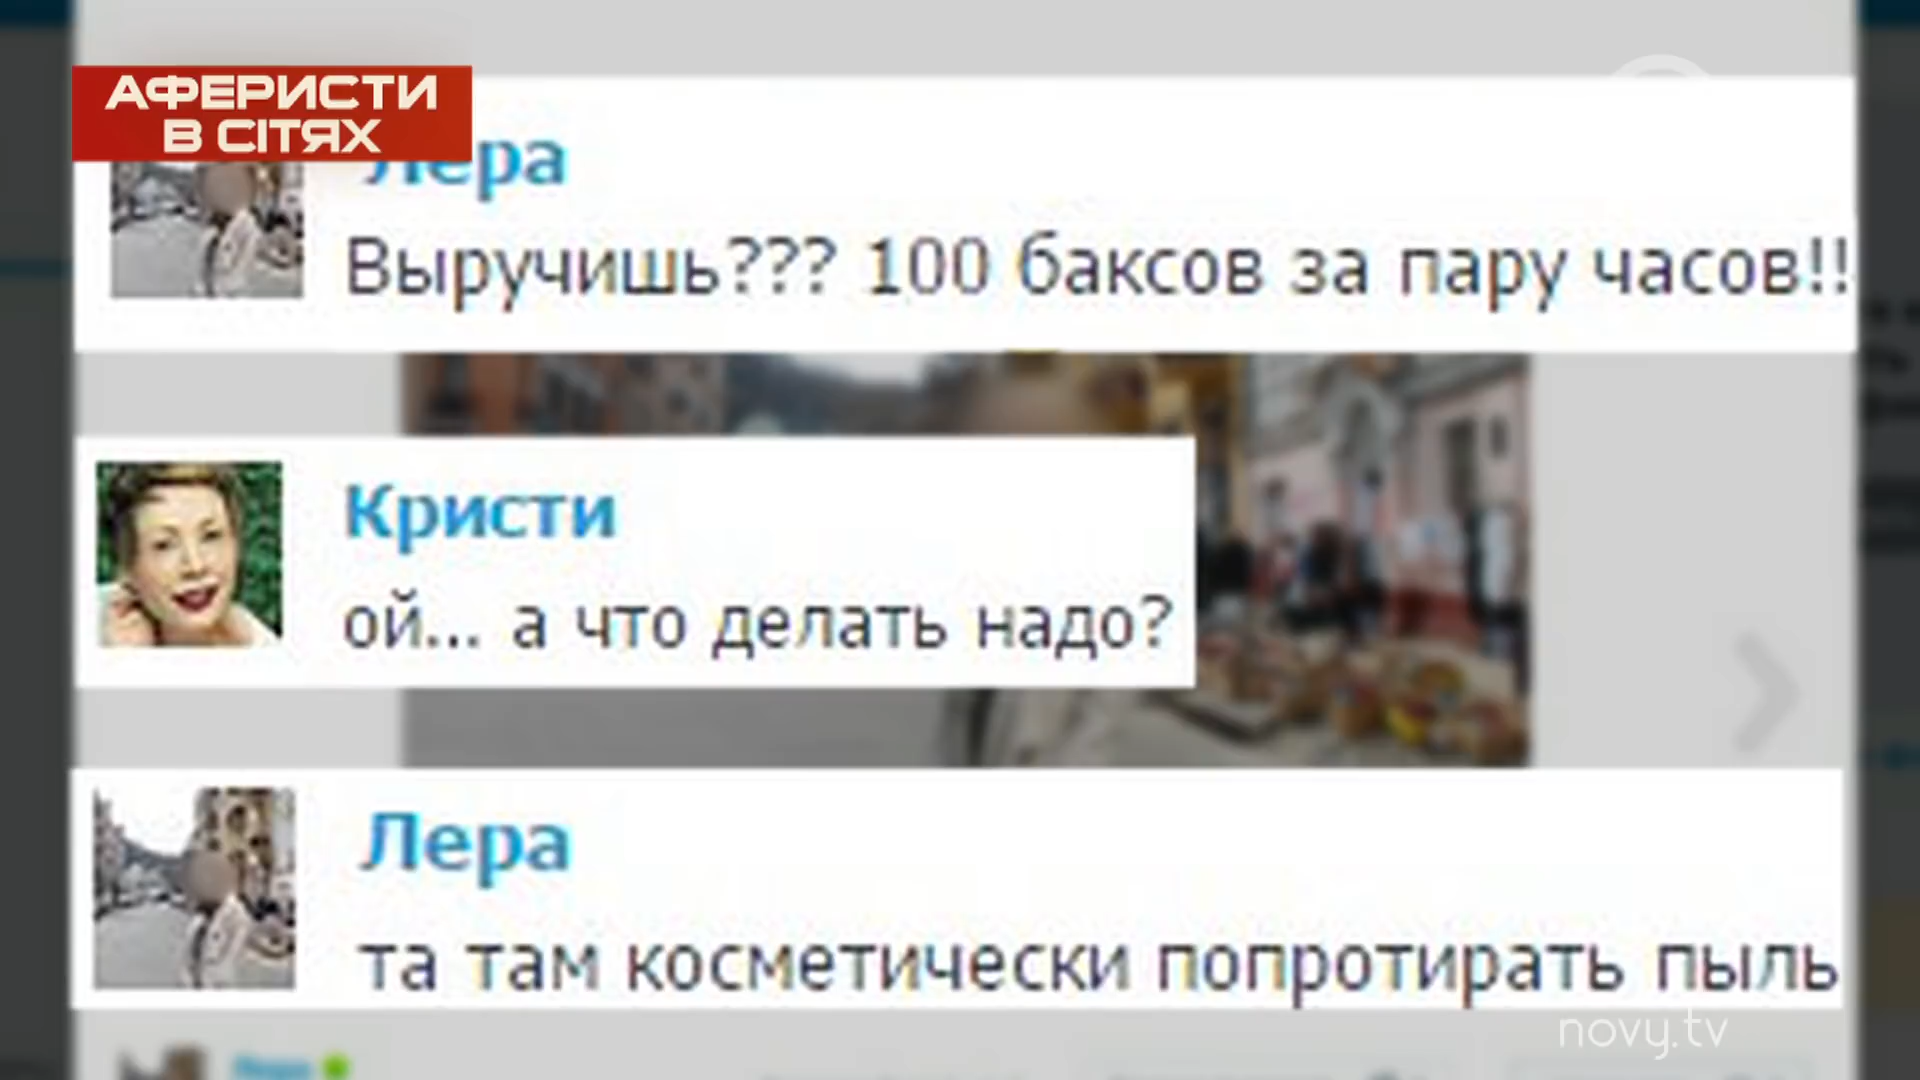 АФЕРИСТИ
В СІТЯХ
Лера
Выручишь??? 100 баксов за пару часов!!
Кристи
ой... а что делать надо?
Лера
та там косметически попротирать пыль
novy.tv